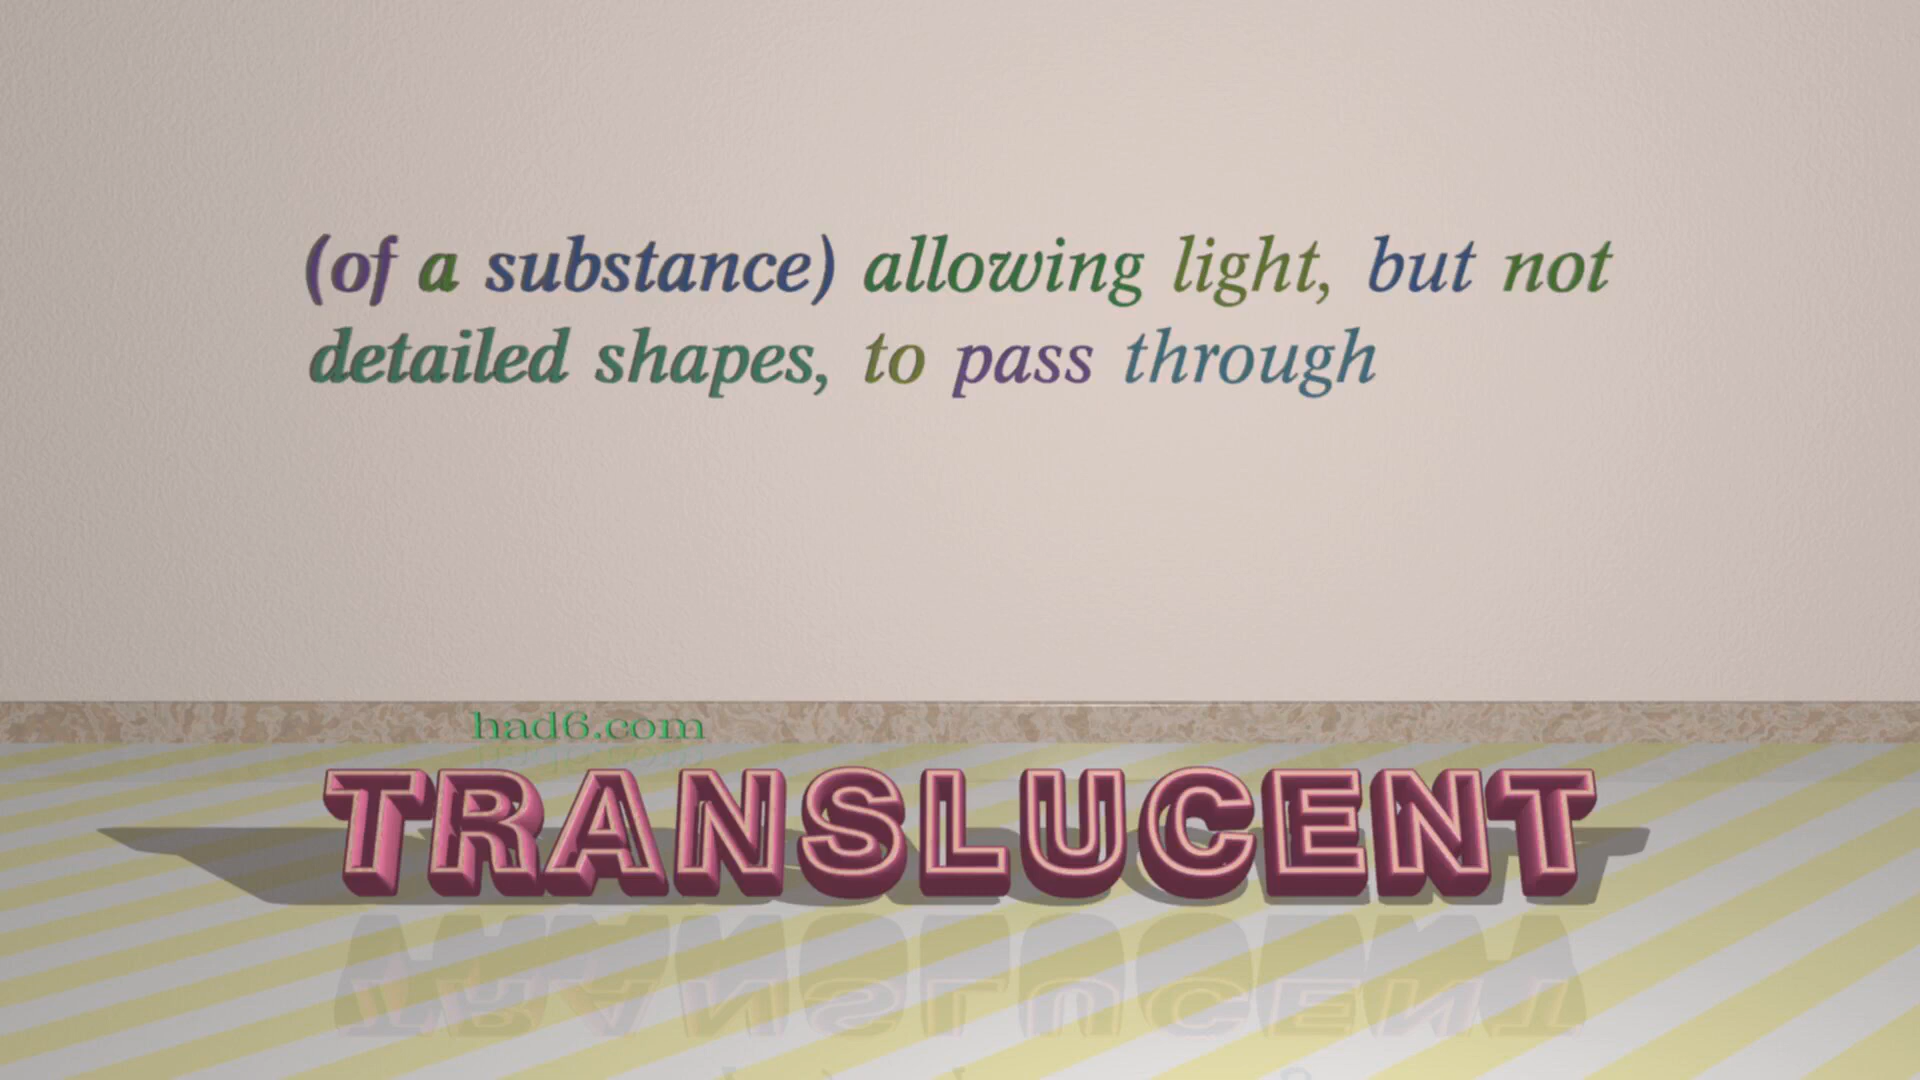 (of a substance) allowing light, but not
detailed shapes, to pass through
had6.com
TRANSLUCENT